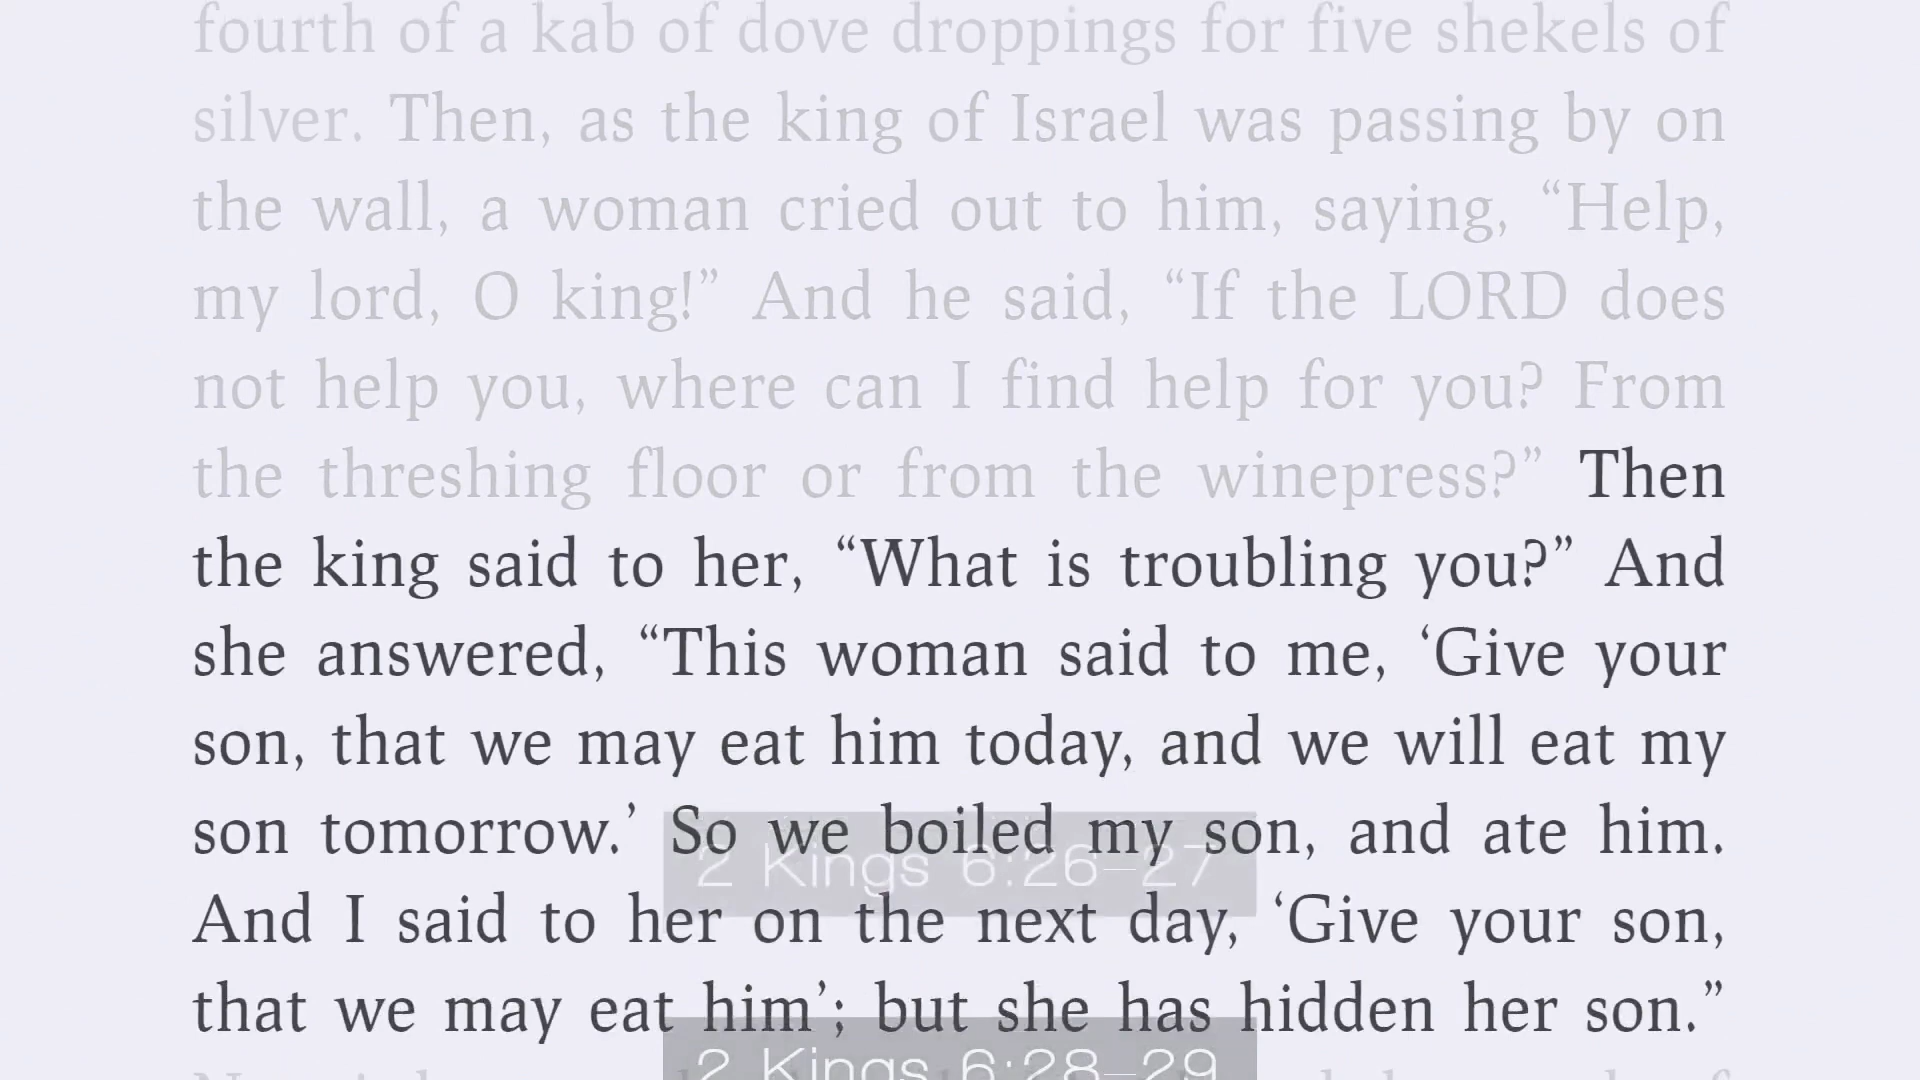 fourth of a kab of dove droppings for five shekels of
silver. Then, as the king of Israel was passing by on
the wall, a woman cried out to him, saying, “Help,
my lord, O king!” And he said, “If the LORD does
not help you, where can I find help for you? From
the threshing floor or from the winepress?” Then
the king said to her, “What is troubling you?” And
she answered, “This woman said to me, ‘Give your
son, that we may eat him today, and we will eat my
son tomorrow.’ So we boiled my son, and ate him.
2 Kings 6:26–27
And I said to her on the next day, ‘Give your son,
that we may eat him’; but she has hidden her son.”
2 Kings 6:28–29